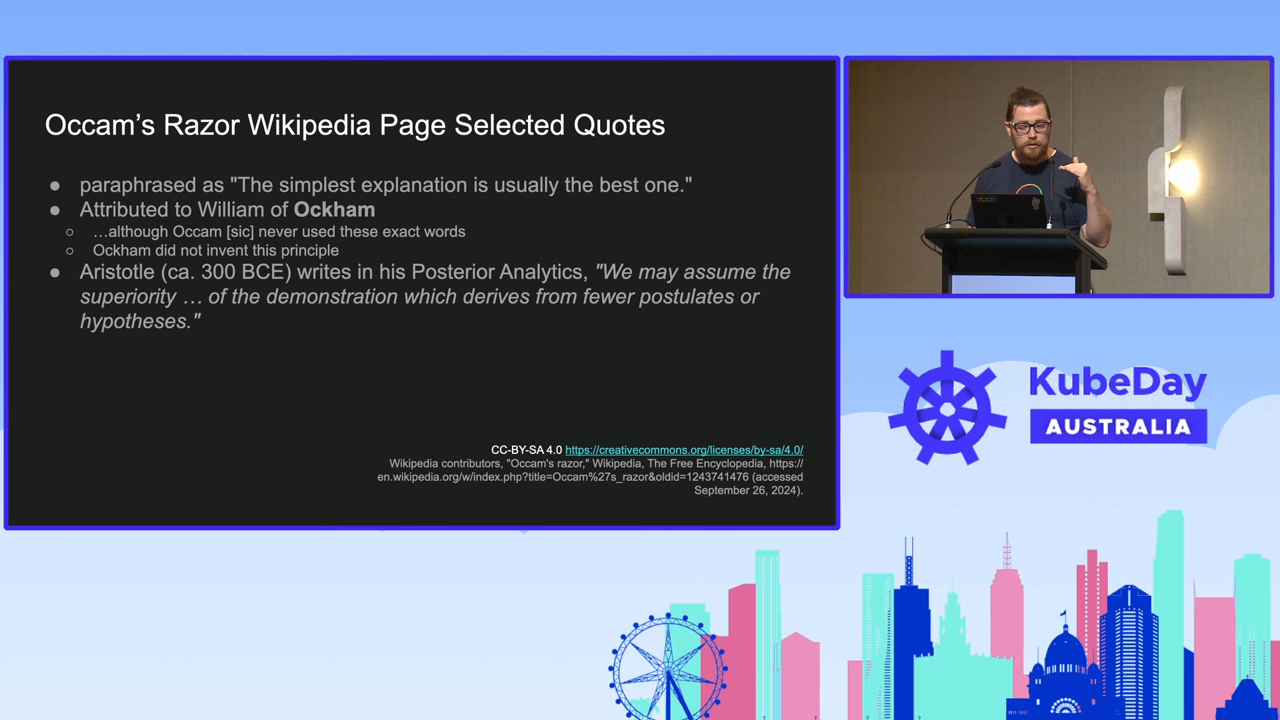 Occam's Razor Wikipedia Page Selected Quotes
● paraphrased as "The simplest explanation is usually the best one."
● Attributed to William of Ockham
○ …although Occam [sic] never used these exact words
○ Ockham did not invent this principle
● Aristotle (ca. 300 BCE) writes in his Posterior Analytics, "We may assume the
superiority … of the demonstration which derives from fewer postulates or
hypotheses."
CC-BY-SA 4.0 https://creativecommons.org/licenses/by-sa/4.0/
Wikipedia contributors, "Occam's razor," Wikipedia, The Free Encyclopedia, https://
en.wikipedia.org/w/index.php?title=Occam%27s_razor&oldid=1243741476 (accessed
September 26, 2024).
KubeDay
AUSTRALIA